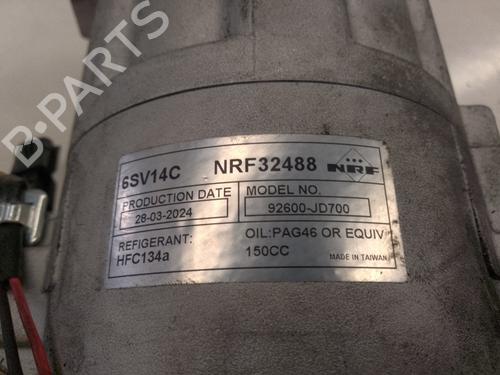 B-PARTS
6SV14C NRF32488 NRF
PRODUCTION DATE MODEL NO.
28-03-2024 92600-JD700
REFIGERANT: OIL:PAG46 OR EQUIV
HFC134a 150CC MADE IN TAIWAN